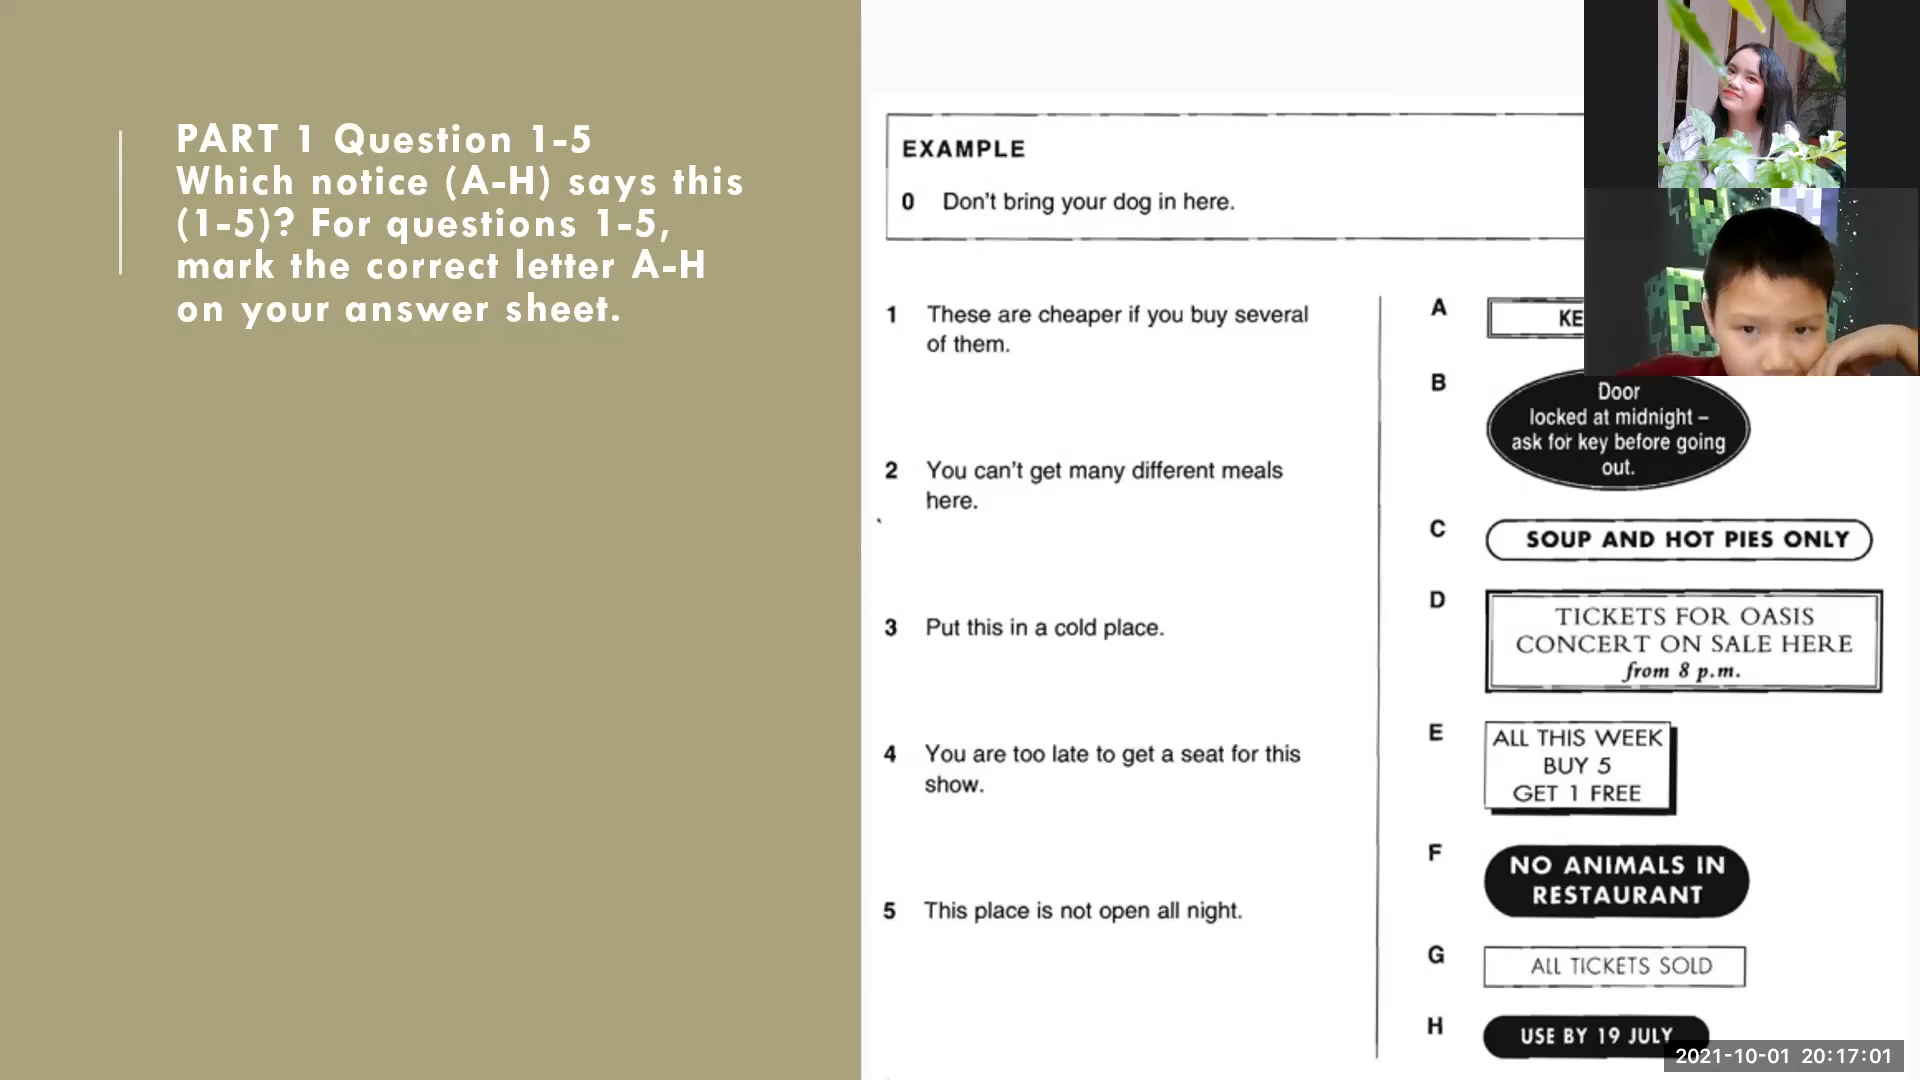 PART 1 Question 1-5
Which notice (A-H) says this
(1-5)? For questions 1-5,
mark the correct letter A-H
on your answer sheet.
EXAMPLE
0 Don't bring your dog in here.
1 These are cheaper if you buy several
of them.
2 You can't get many different meals
here.
3 Put this in a cold place.
4 You are too late to get a seat for this
show.
5 This place is not open all night.
A
B Door
locked at midnight –
ask for key before going
out.
C SOUP AND HOT PIES ONLY
D TICKETS FOR OASIS
CONCERT ON SALE HERE
from 8 p.m.
E ALL THIS WEEK
BUY 5
GET 1 FREE
F NO ANIMALS IN
RESTAURANT
G ALL TICKETS SOLD
H USE BY 19 JULY
2021-10-01 20:17:01